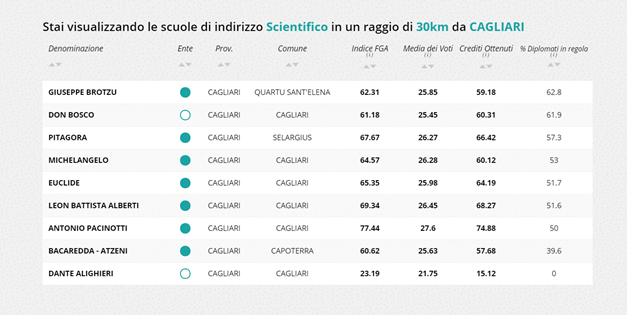 Stai visualizzando le scuole di indirizzo Scientifico in un raggio di 30km da CAGLIARI
Denominazione Ente Prov. Comune Indice FGA Media dei Voti Crediti Ottenuti % Diplomati in regola
(i) (i) (i) (i)
GIUSEPPE BROTZU CAGLIARI QUARTU SANT'ELENA 62.31 25.85 59.18 62.8
DON BOSCO CAGLIARI CAGLIARI 61.18 25.45 60.31 61.9
PITAGORA CAGLIARI SELARGIUS 67.67 26.27 66.42 57.3
MICHELANGELO CAGLIARI CAGLIARI 64.57 26.28 60.12 53
EUCLIDE CAGLIARI CAGLIARI 65.35 25.98 64.19 51.7
LEON BATTISTA ALBERTI CAGLIARI CAGLIARI 69.34 26.45 68.27 51.6
ANTONIO PACINOTTI CAGLIARI CAGLIARI 77.44 27.6 74.88 50
BACAREDDA - ATZENI CAGLIARI CAPOTERRA 60.62 25.63 57.68 39.6
DANTE ALIGHIERI CAGLIARI CAGLIARI 23.19 21.75 15.12 0